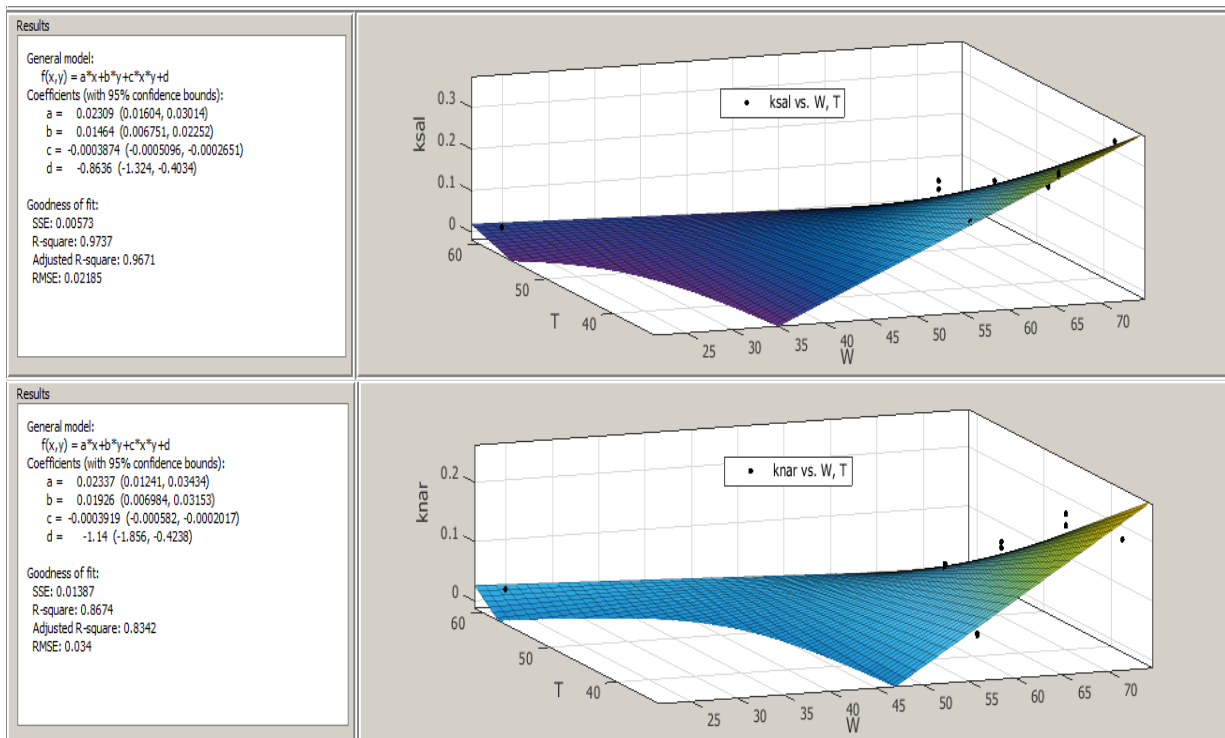 Results
General model:
f(x,y) = a*x+b*y+c*x*y+d
Coefficients (with 95% confidence bounds):
a = 0.02309 (0.01604, 0.03014)
b = 0.01464 (0.006751, 0.02252)
c = -0.0003874 (-0.0005096, -0.0002651)
d = -0.8636 (-1.324, -0.4034)
Goodness of fit:
SSE: 0.00573
R-square: 0.9737
Adjusted R-square: 0.9671
RMSE: 0.02185
ksal vs. W, T
ksal
0.3
0.2
0.1
0
60
50
40
T
25 30 35 40 45 50 55 60 65 70
W
Results
General model:
f(x,y) = a*x+b*y+c*x*y+d
Coefficients (with 95% confidence bounds):
a = 0.02337 (0.01241, 0.03434)
b = 0.01926 (0.006984, 0.03153)
c = -0.0003919 (-0.000582, -0.0002017)
d = -1.14 (-1.856, -0.4238)
Goodness of fit:
SSE: 0.01387
R-square: 0.8674
Adjusted R-square: 0.8342
RMSE: 0.034
knar vs. W, T
knar
0.2
0.1
0
60
50
40
T
25 30 35 40 45 50 55 60 65 70
W